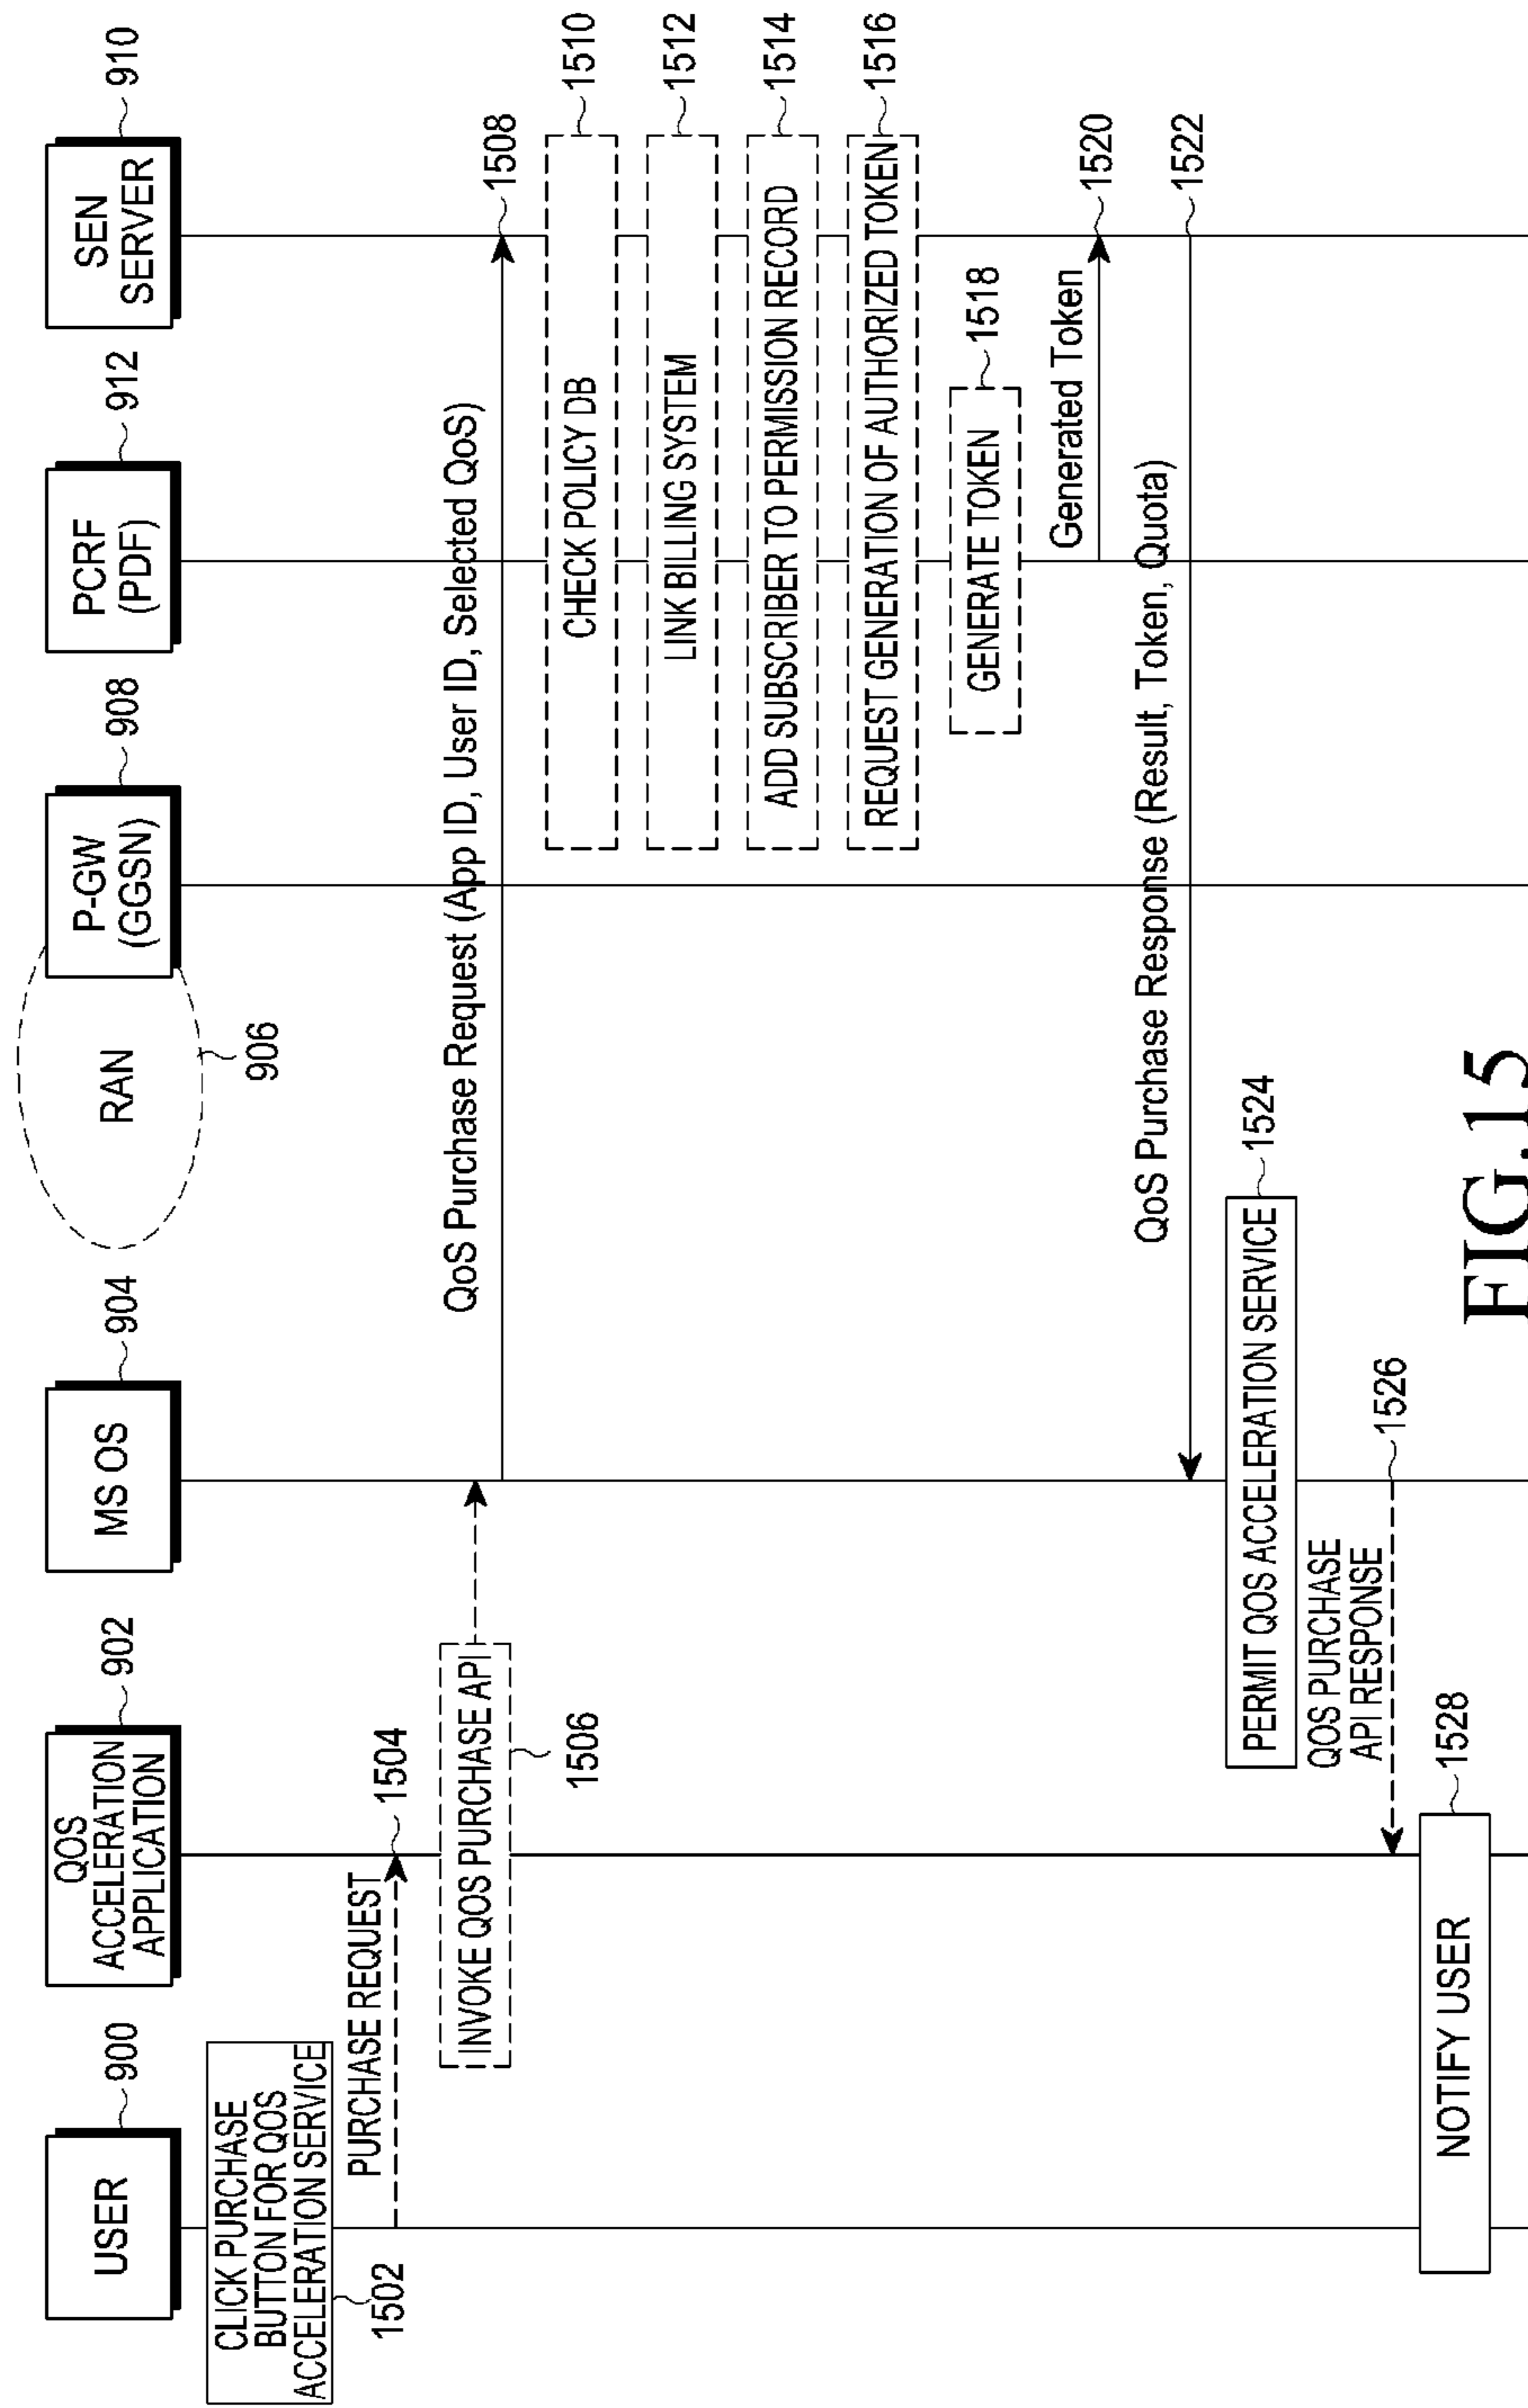 USER
900
QOS
ACCELERATION
APPLICATION
902
MS OS
904
RAN
906
P-GW
(GGSN)
908
PCRF
(PDF)
912
SEN
SERVER
910
CLICK PURCHASE
BUTTON FOR QOS
ACCELERATION SERVICE
1502
PURCHASE REQUEST
1504
INVOKE QOS PURCHASE API
1506
QoS Purchase Request (App ID, User ID, Selected QoS)
1508
CHECK POLICY DB
1510
LINK BILLING SYSTEM
1512
ADD SUBSCRIBER TO PERMISSION RECORD
1514
REQUEST GENERATION OF AUTHORIZED TOKEN
1516
GENERATE TOKEN
1518
Generated Token
1520
QoS Purchase Response (Result, Token, Quota)
1522
PERMIT QOS ACCELERATION SERVICE
1524
QOS PURCHASE
API RESPONSE
1526
NOTIFY USER
1528
FIG.15